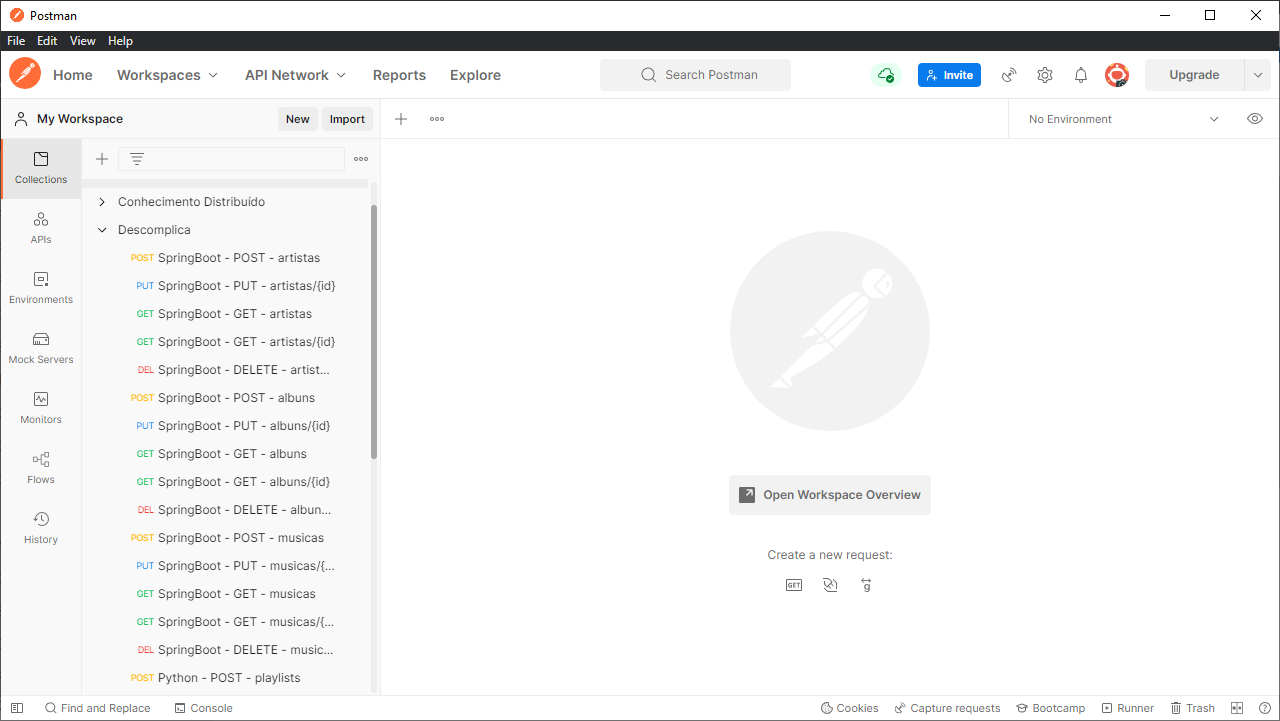 Postman
File Edit View Help
Home Workspaces API Network Reports Explore Search Postman Invite Upgrade
My Workspace New Import No Environment
Collections
APIs
Environments
Mock Servers
Monitors
Flows
History
Conhecimento Distribuído
Descomplica
POST SpringBoot - POST - artistas
PUT SpringBoot - PUT - artistas/{id}
GET SpringBoot - GET - artistas
GET SpringBoot - GET - artistas/{id}
DEL SpringBoot - DELETE - artist...
POST SpringBoot - POST - albuns
PUT SpringBoot - PUT - albuns/{id}
GET SpringBoot - GET - albuns
GET SpringBoot - GET - albuns/{id}
DEL SpringBoot - DELETE - albun...
POST SpringBoot - POST - musicas
PUT SpringBoot - PUT - musicas/{...
GET SpringBoot - GET - musicas
GET SpringBoot - GET - musicas/{...
DEL SpringBoot - DELETE - music...
POST Python - POST - playlists
Open Workspace Overview
Create a new request:
GET g
Find and Replace Console Cookies Capture requests Bootcamp Runner Trash